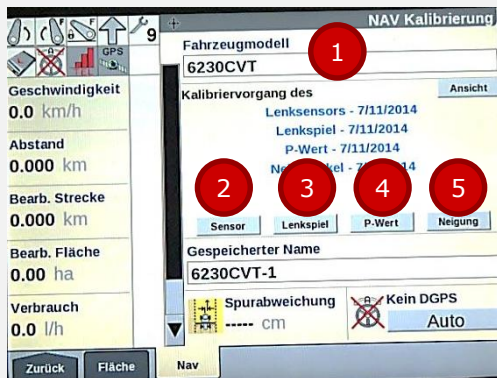 9
GPS
NAV Kalibrierung
Fahrzeugmodell
1
6230CVT
Geschwindigkeit
0.0 km/h
Kalibriervorgang des
Ansicht
Lenksensors - 7/11/2014
Lenkspiel - 7/11/2014
P-Wert - 7/11/2014
Abstand
0.000 km
2
3
4
5
Bearb. Strecke
0.000 km
Sensor
Lenkspiel
P-Wert
Neigung
Bearb. Fläche
0.00 ha
Gespeicherter Name
6230CVT-1
Verbrauch
0.0 l/h
Spurabweichung
----- cm
Kein DGPS
Auto
Zurück
Fläche
Nav